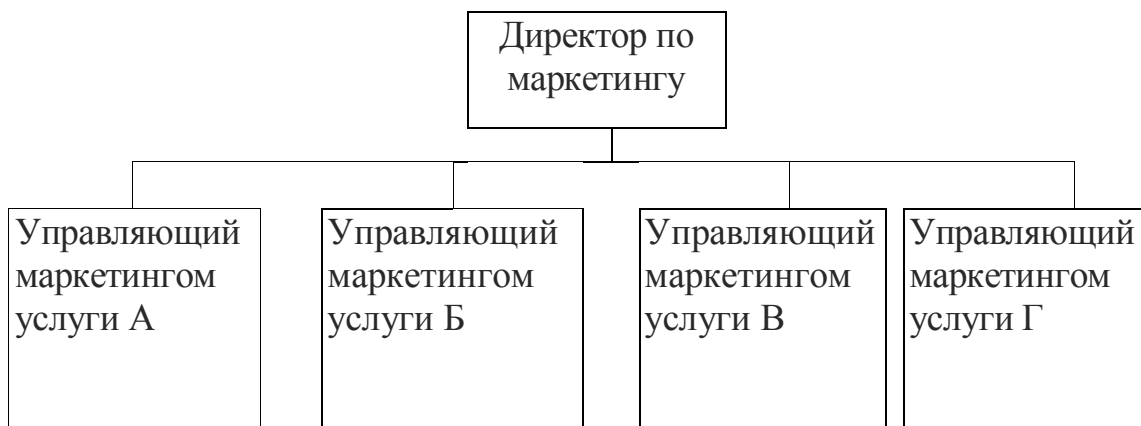 Директор по
маркетингу
Управляющий
маркетингом
услуги А
Управляющий
маркетингом
услуги Б
Управляющий
маркетингом
услуги В
Управляющий
маркетингом
услуги Г